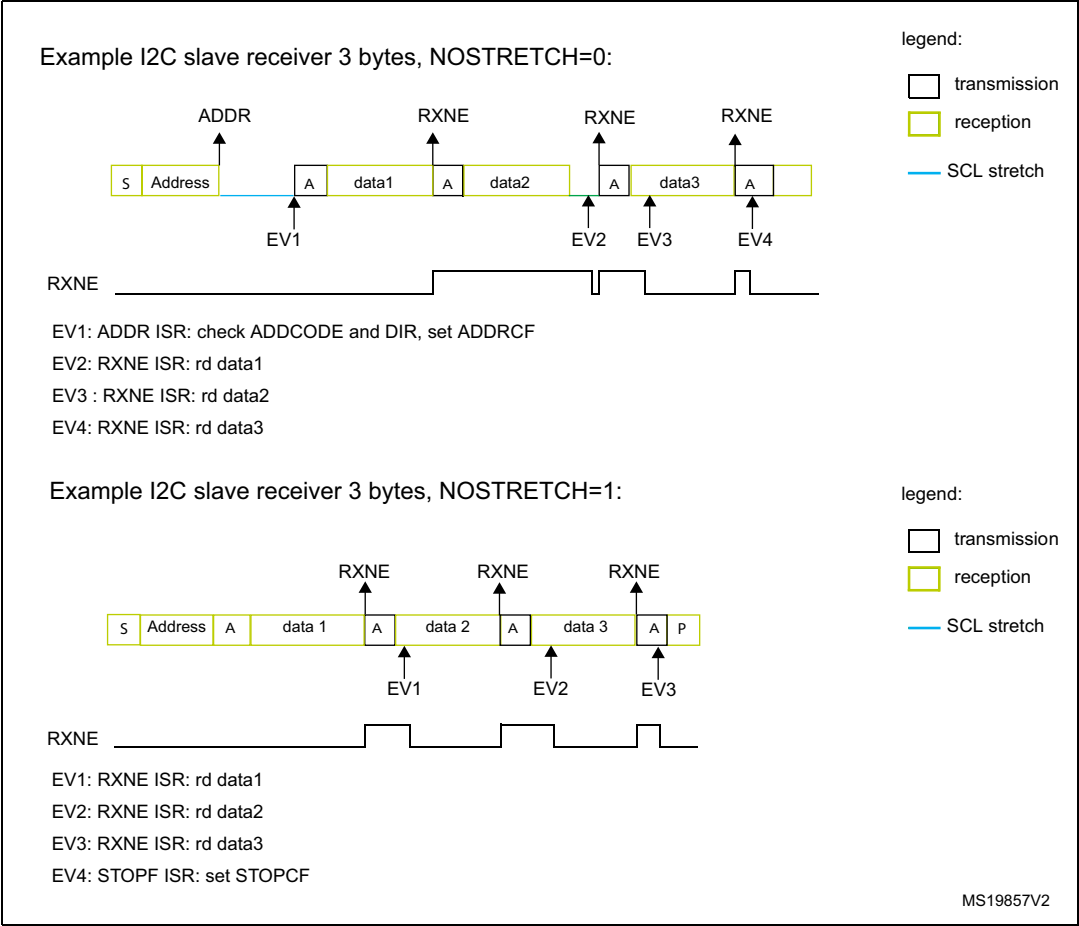 Example I2C slave receiver 3 bytes, NOSTRETCH=0:
legend:
transmission
reception
SCL stretch
ADDR RXNE RXNE RXNE
S Address A data1 A data2 A data3 A
EV1 EV2 EV3 EV4
RXNE
EV1: ADDR ISR: check ADDCODE and DIR, set ADDRCF
EV2: RXNE ISR: rd data1
EV3 : RXNE ISR: rd data2
EV4: RXNE ISR: rd data3
Example I2C slave receiver 3 bytes, NOSTRETCH=1:
legend:
transmission
reception
SCL stretch
RXNE RXNE RXNE
S Address A data 1 A data 2 A data 3 A P
EV1 EV2 EV3
RXNE
EV1: RXNE ISR: rd data1
EV2: RXNE ISR: rd data2
EV3: RXNE ISR: rd data3
EV4: STOPF ISR: set STOPCF
MS19857V2